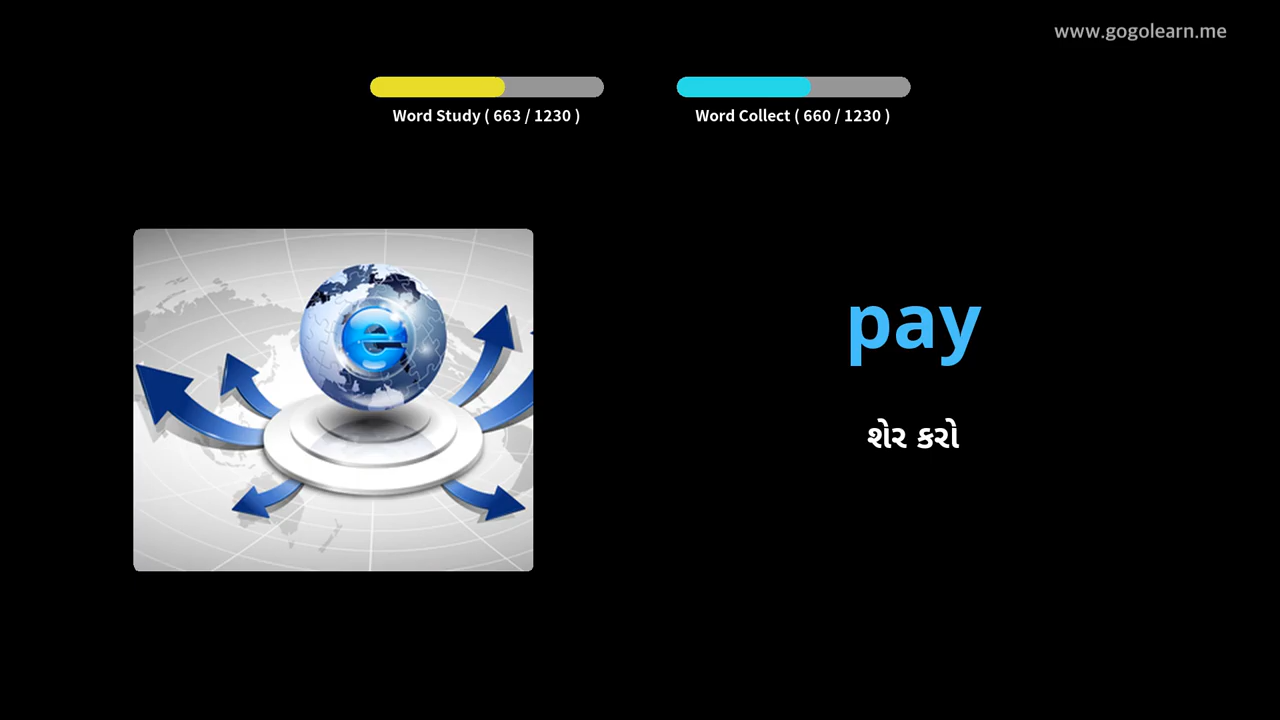 www.gogolearn.me
Word Study ( 663 / 1230 )
Word Collect ( 660 / 1230 )
e
pay
શેર કરો